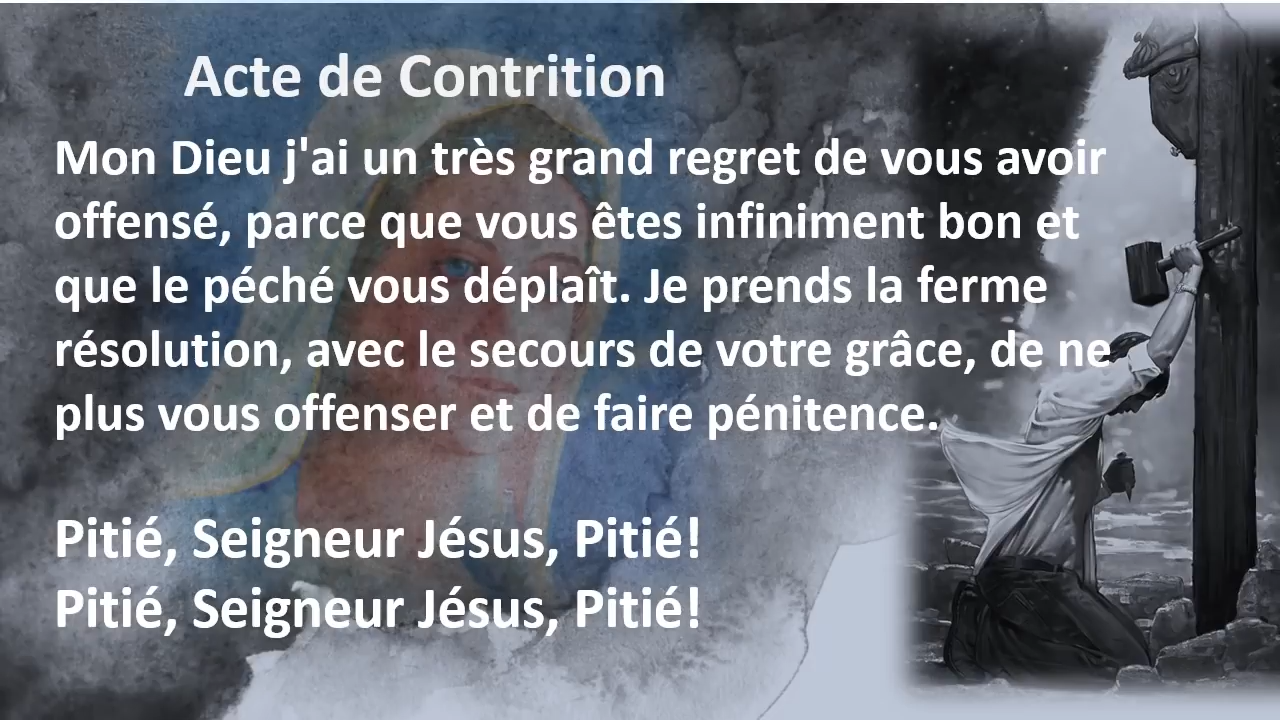 Acte de Contrition
Mon Dieu j'ai un très grand regret de vous avoir
offensé, parce que vous êtes infiniment bon et
que le péché vous déplaît. Je prends la ferme
résolution, avec le secours de votre grâce, de ne
plus vous offenser et de faire pénitence.
Pitié, Seigneur Jésus, Pitié!
Pitié, Seigneur Jésus, Pitié!